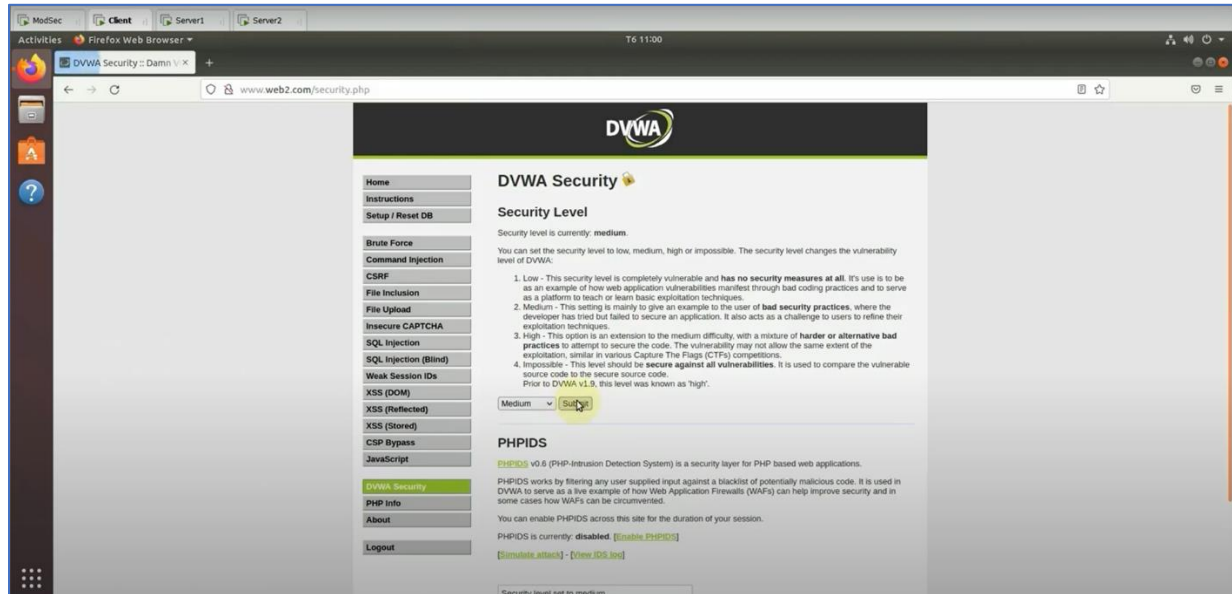 ModSec
Client
Server1
Server2
Activities
Firefox Web Browser
T6 11:00
DVWA Security :: Damn V
www.web2.com/security.php
DVWA
Home
Instructions
Setup / Reset DB
Brute Force
Command Injection
CSRF
File Inclusion
File Upload
Insecure CAPTCHA
SQL Injection
SQL Injection (Blind)
Weak Session IDs
XSS (DOM)
XSS (Reflected)
XSS (Stored)
CSP Bypass
JavaScript
DVWA Security
PHP Info
About
Logout
DVWA Security
Security Level
Security level is currently: medium.
You can set the security level to low, medium, high or impossible. The security level changes the vulnerability
level of DVWA:
1. Low - This security level is completely vulnerable and has no security measures at all. It's use is to be
as an example of how web application vulnerabilities manifest through bad coding practices and to serve
as a platform to teach or learn basic exploitation techniques.
2. Medium - This setting is mainly to give an example to the user of bad security practices, where the
developer has tried but failed to secure an application. It also acts as a challenge to users to refine their
exploitation techniques.
3. High - This option is an extension to the medium difficulty, with a mixture of harder or alternative bad
practices to attempt to secure the code. The vulnerability may not allow the same extent of the
exploitation, similar in various Capture The Flags (CTFs) competitions.
4. Impossible - This level should be secure against all vulnerabilities. It is used to compare the vulnerable
source code to the secure source code.
Prior to DVWA v1.9, this level was known as 'high'.
Medium
Submit
PHPIDS
PHPIDS v0.6 (PHP-Intrusion Detection System) is a security layer for PHP based web applications.
PHPIDS works by filtering any user supplied input against a blacklist of potentially malicious code. It is used in
DVWA to serve as a live example of how Web Application Firewalls (WAFs) can help improve security and in
some cases how WAFs can be circumvented.
You can enable PHPIDS across this site for the duration of your session.
PHPIDS is currently: disabled. [Enable PHPIDS]
[Simulate attack] - [View IDS log]
Security level set to medium